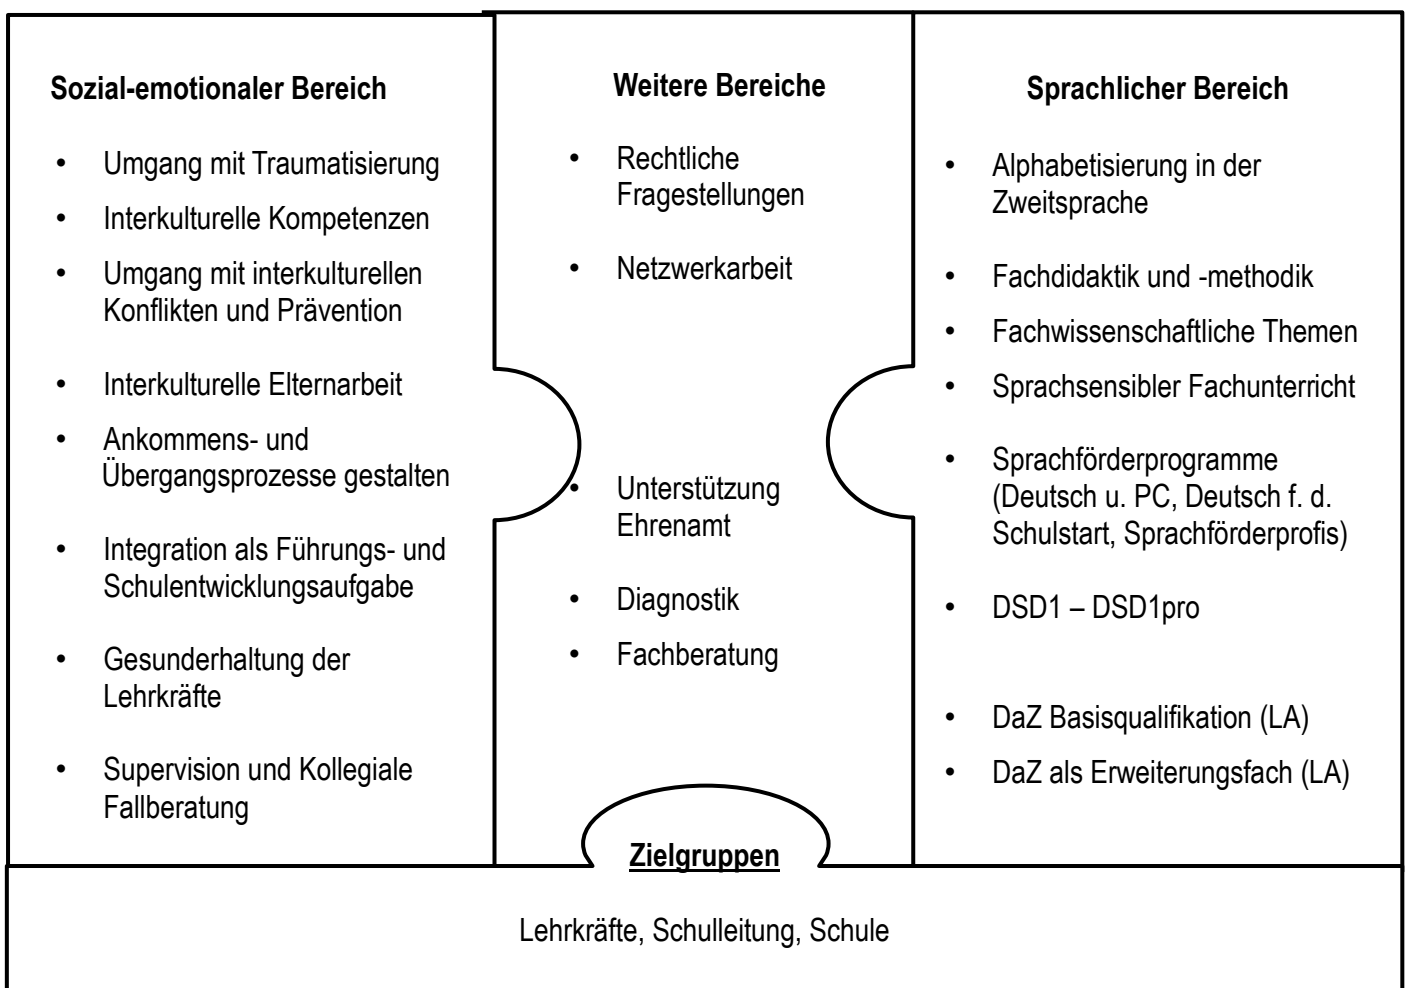 Sozial-emotionaler Bereich
• Umgang mit Traumatisierung
• Interkulturelle Kompetenzen
• Umgang mit interkulturellen
Konflikten und Prävention
• Interkulturelle Elternarbeit
• Ankommens- und
Übergangsprozesse gestalten
• Integration als Führungs- und
Schulentwicklungsaufgabe
• Gesunderhaltung der
Lehrkräfte
• Supervision und Kollegiale
Fallberatung
Weitere Bereiche
• Rechtliche
Fragestellungen
• Netzwerkarbeit
• Unterstützung
Ehrenamt
• Diagnostik
• Fachberatung
Sprachlicher Bereich
• Alphabetisierung in der
Zweitsprache
• Fachdidaktik und -methodik
• Fachwissenschaftliche Themen
• Sprachsensibler Fachunterricht
• Sprachförderprogramme
(Deutsch u. PC, Deutsch f. d.
Schulstart, Sprachförderprofis)
• DSD1 – DSD1pro
• DaZ Basisqualifikation (LA)
• DaZ als Erweiterungsfach (LA)
Zielgruppen
Lehrkräfte, Schulleitung, Schule